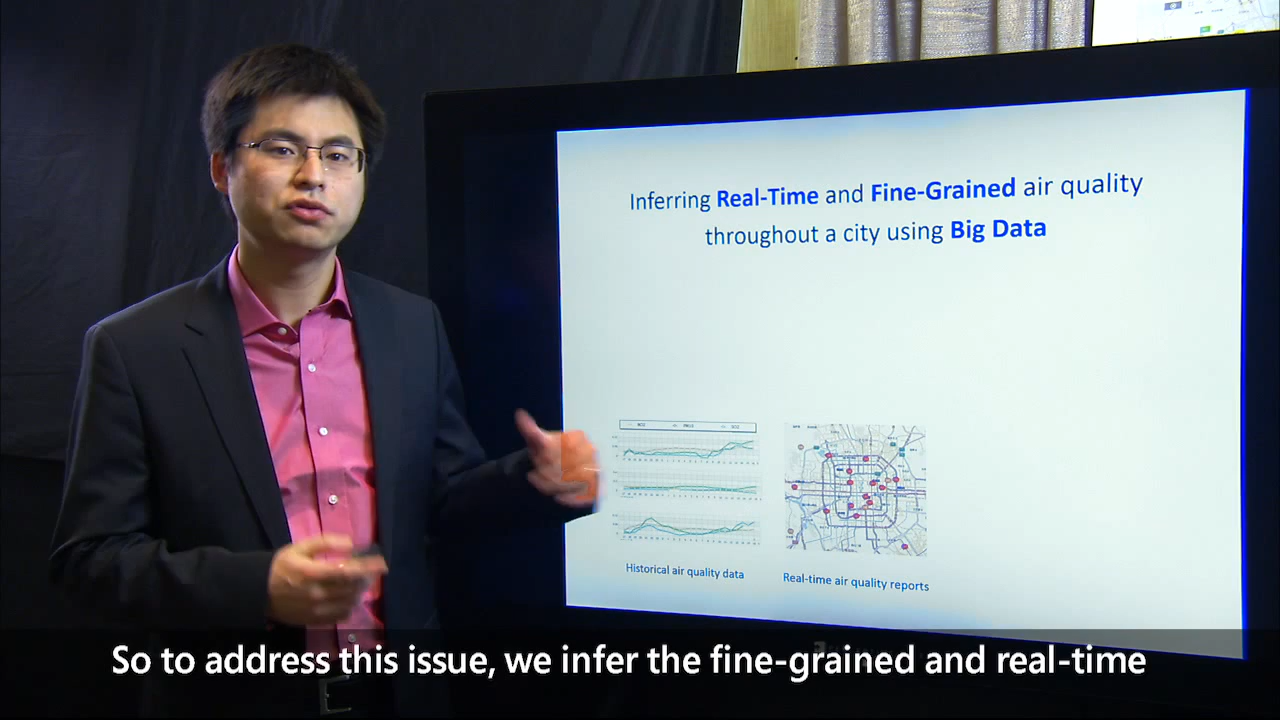 Inferring Real-Time and Fine-Grained air quality
throughout a city using Big Data
Historical air quality data
Real-time air quality reports
So to address this issue, we infer the fine-grained and real-time